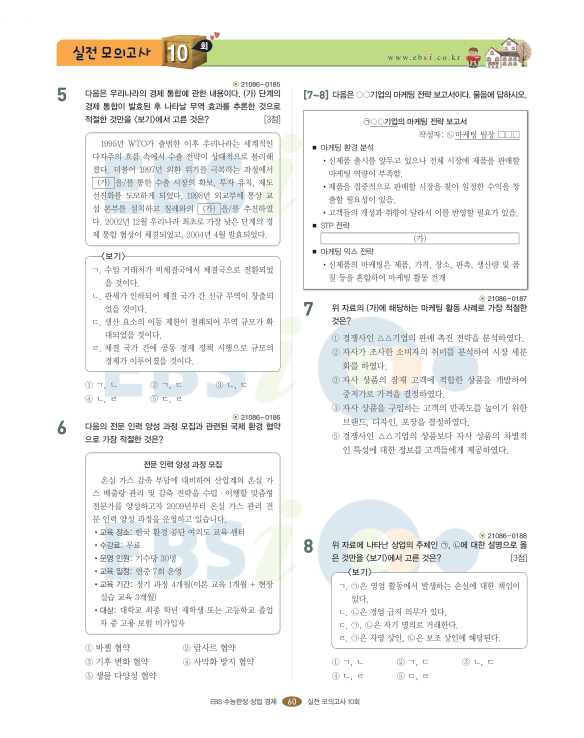 실전 모의고사 10 회
www.ebsi.co.kr
21086-0185
5 다음은 우리나라의 경제 통합에 관한 내용이다. (가) 단계의
경제 통합이 발효된 후 나타날 무역 효과를 추론한 것으로
적절한 것만을 〈보기〉에서 고른 것은? [3점]
1995년 WTO가 출범한 이후 우리나라는 세계적인
다자주의 흐름 속에서 수출 전략이 상대적으로 불리해
졌다. 더불어 1997년 외환 위기를 극복하는 과정에서
(가) 을/를 통한 수출 시장의 확보, 투자 유치, 제도
선진화를 도모하게 되었다. 1998년 외교부에 통상 교
섭 본부를 설치하고 칠레와의 (가) 을/를 추진하였
다. 2002년 12월 우리나라 최초로 가장 낮은 단계의 경
제 통합 협상이 체결되었고, 2004년 4월 발효되었다.
〈보기〉
ㄱ. 수입 거래처가 비체결국에서 체결국으로 전환되었
을 것이다.
ㄴ. 관세가 인하되어 체결 국가 간 신규 무역이 창출되
었을 것이다.
ㄷ. 생산 요소의 이동 제한이 철폐되어 무역 규모가 확
대되었을 것이다.
ㄹ. 체결 국가 간에 공동 경제 정책 시행으로 규모의
경제가 이루어졌을 것이다.
① ㄱ, ㄴ ② ㄱ, ㄷ ③ ㄴ, ㄷ
④ ㄴ, ㄹ ⑤ ㄷ, ㄹ
21086-0186
6 다음의 전문 인력 양성 과정 모집과 관련된 국제 환경 협약
으로 가장 적절한 것은?
전문 인력 양성 과정 모집
온실 가스 감축 부담에 대비하여 산업계의 온실 가
스 배출량 관리 및 감축 전략을 수립·이행할 맞춤형
전문가를 양성하고자 2009년부터 온실 가스 관리 전
문 인력 양성 과정을 운영하고 있습니다.
• 교육 장소: 한국 환경 공단 여의도 교육 센터
• 수강료: 무료
• 운영 인원: 기수당 30명
• 교육 일정: 연중 7회 운영
• 교육 기간: 정기 과정 4개월(이론 교육 1개월 + 현장
실습 교육 3개월)
• 대상: 대학교 최종 학년 재학생 또는 고등학교 졸업
자 중 고용 보험 미가입자
① 바젤 협약 ② 람사르 협약
③ 기후 변화 협약 ④ 사막화 방지 협약
⑤ 생물 다양성 협약
[7~8] 다음은 ○○기업의 마케팅 전략 보고서이다. 물음에 답하시오.
㉠○○기업의 마케팅 전략 보고서
작성자: ㉡마케팅 팀장 □□□
■ 마케팅 환경 분석
• 신제품 출시를 앞두고 있으나 전체 시장에 제품을 판매할
마케팅 역량이 부족함.
• 제품을 집중적으로 판매할 시장을 찾아 일정한 수익을 창
출할 필요성이 있음.
• 고객들의 개성과 취향이 달라서 이를 반영할 필요가 있음.
■ STP 전략
(가)
■ 마케팅 믹스 전략
• 신제품의 마케팅은 제품, 가격, 장소, 판촉, 생산량 및 품
질 등을 혼합하여 마케팅 활동 전개
21086-0187
7 위 자료의 (가)에 해당하는 마케팅 활동 사례로 가장 적절한
것은?
① 경쟁사인 △△기업의 판매 촉진 전략을 분석하였다.
② 자사가 조사한 소비자의 취미를 분석하여 시장 세분
화를 하였다.
③ 자사 상품의 잠재 고객에 적합한 상품을 개발하여
중저가로 가격을 결정하였다.
④ 자사 상품을 구입하는 고객의 만족도를 높이기 위한
브랜드, 디자인, 포장을 결정하였다.
⑤ 경쟁사인 △△기업의 상품보다 자사 상품의 차별적
인 특성에 대한 정보를 고객들에게 제공하였다.
21086-0188
8 위 자료에 나타난 상업의 주체인 ㉠, ㉡에 대한 설명으로 옳
은 것만을 〈보기〉에서 고른 것은? [3점]
〈보기〉
ㄱ. ㉠은 영업 활동에서 발생하는 손실에 대한 책임이
있다.
ㄴ. ㉡은 경업 금지 의무가 있다.
ㄷ. ㉠, ㉡은 자기 명의로 거래한다.
ㄹ. ㉠은 자영 상인, ㉡은 보조 상인에 해당된다.
① ㄱ, ㄴ ② ㄱ, ㄷ ③ ㄴ, ㄷ
④ ㄴ, ㄹ ⑤ ㄷ, ㄹ
EBS 수능완성 상업 경제 60 실전 모의고사 10회
EBSi